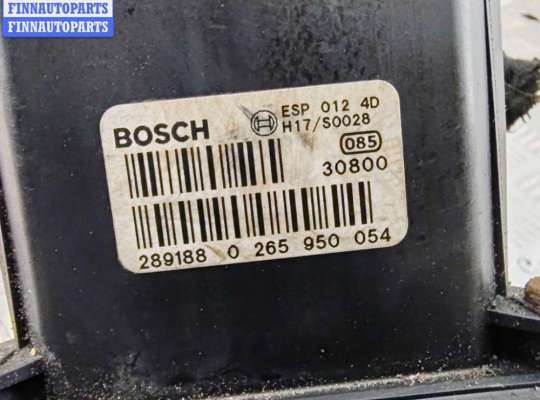 FINNAUTOPARTS
FINNAUTOPARTS
BOSCH
ESP 012 4D
H17/S0028
085
30800
289188 0 265 950 054